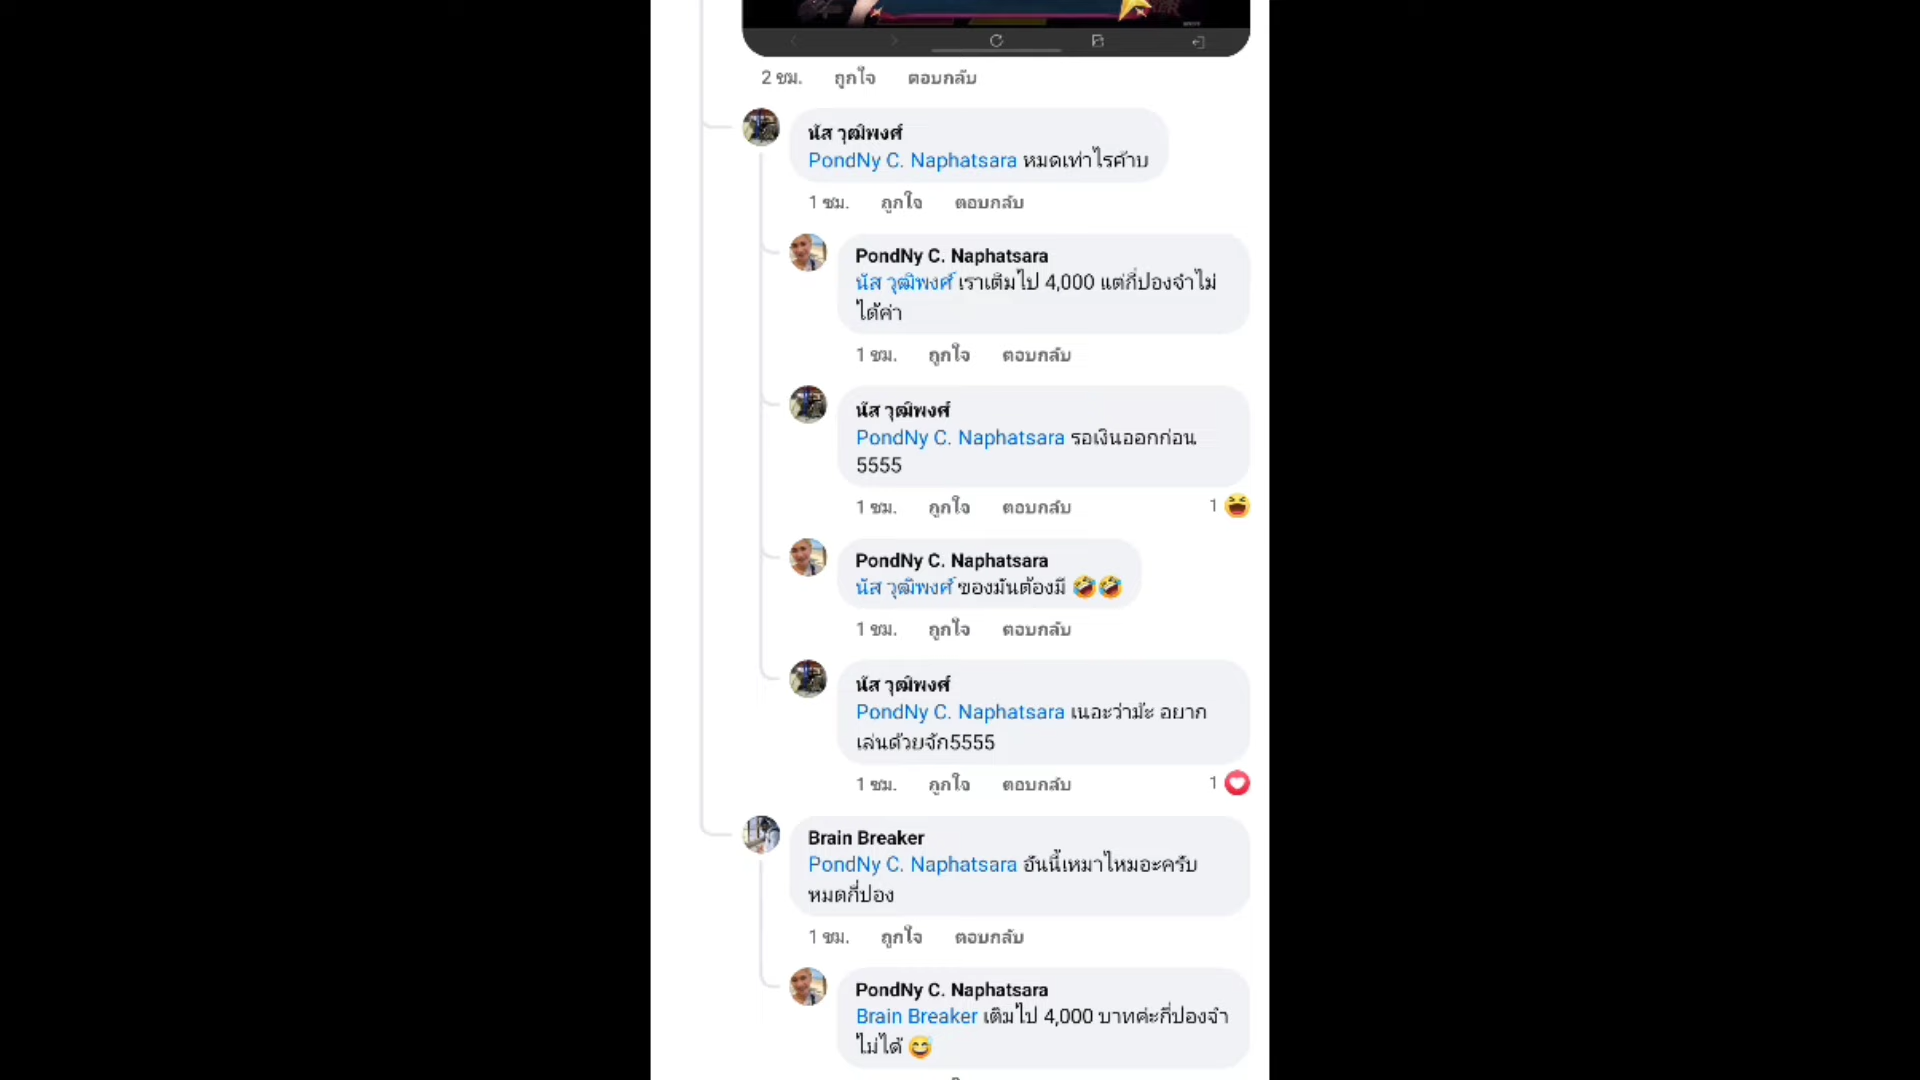 2 ชม. ถูกใจ ตอบกลับ
นัส วุฒิพงศ์
PondNy C. Naphatsara หมดเท่าไรค้าบ
1 ชม. ถูกใจ ตอบกลับ
PondNy C. Naphatsara
นัส วุฒิพงศ์ เราเติมไป 4,000 แต่กี่ปองจำไม่
ได้ค่า
1 ชม. ถูกใจ ตอบกลับ
นัส วุฒิพงศ์
PondNy C. Naphatsara รอเงินออกก่อน
5555
1 ชม. ถูกใจ ตอบกลับ 1
PondNy C. Naphatsara
นัส วุฒิพงศ์ ของมันต้องมี 🤣🤣
1 ชม. ถูกใจ ตอบกลับ
นัส วุฒิพงศ์
PondNy C. Naphatsara เนอะว่ามะ อยาก
เล่นด้วยจัก5555
1 ชม. ถูกใจ ตอบกลับ 1
Brain Breaker
PondNy C. Naphatsara อันนี้เหมาไหมอะครับ
หมดกี่ปอง
1 ชม. ถูกใจ ตอบกลับ
PondNy C. Naphatsara
Brain Breaker เติมไป 4,000 บาทค่ะกี่ปองจำ
ไม่ได้ 😅